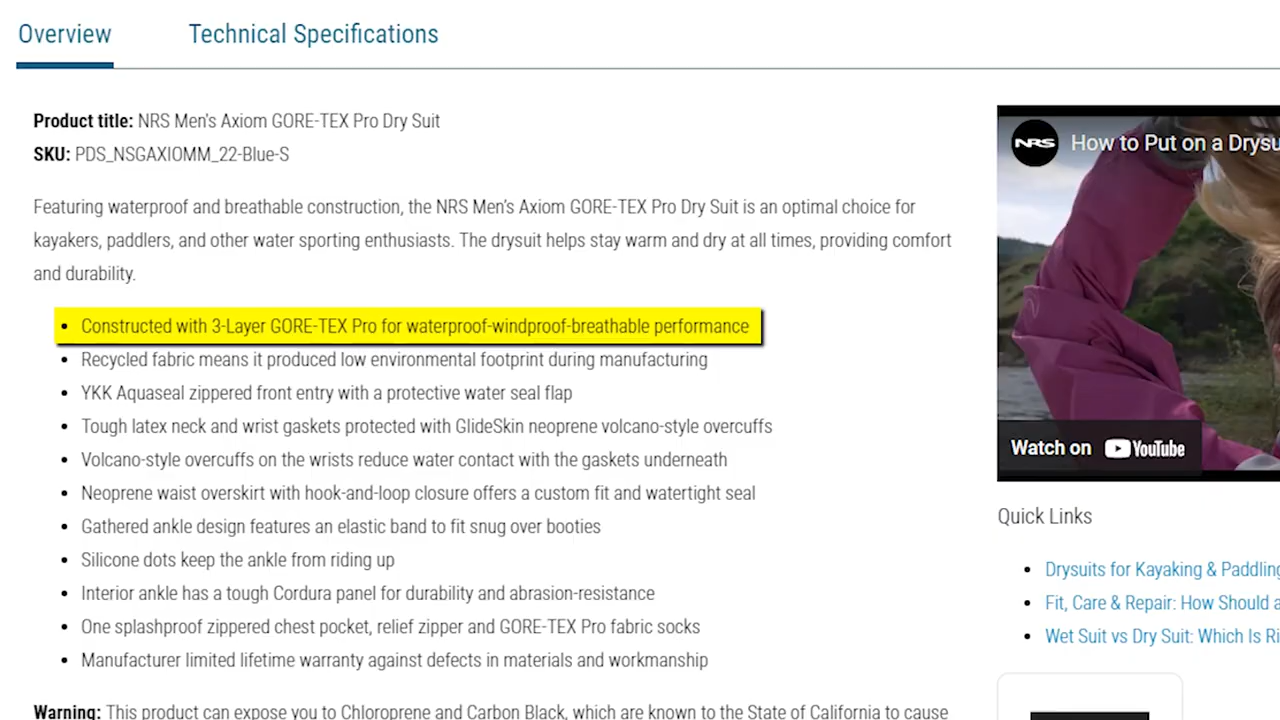 Overview
Technical Specifications
Product title: NRS Men's Axiom GORE-TEX Pro Dry Suit
SKU: PDS_NSGAXIOMM_22-Blue-S
Featuring waterproof and breathable construction, the NRS Men's Axiom GORE-TEX Pro Dry Suit is an optimal choice for
kayakers, paddlers, and other water sporting enthusiasts. The drysuit helps stay warm and dry at all times, providing comfort
and durability.
• Constructed with 3-Layer GORE-TEX Pro for waterproof-windproof-breathable performance
• Recycled fabric means it produced low environmental footprint during manufacturing
• YKK Aquaseal zippered front entry with a protective water seal flap
• Tough latex neck and wrist gaskets protected with GlideSkin neoprene volcano-style overcuffs
• Volcano-style overcuffs on the wrists reduce water contact with the gaskets underneath
• Neoprene waist overskirt with hook-and-loop closure offers a custom fit and watertight seal
• Gathered ankle design features an elastic band to fit snug over booties
• Silicone dots keep the ankle from riding up
• Interior ankle has a tough Cordura panel for durability and abrasion-resistance
• One splashproof zippered chest pocket, relief zipper and GORE-TEX Pro fabric socks
• Manufacturer limited lifetime warranty against defects in materials and workmanship
Warning: This product can expose you to Chloroprene and Carbon Black, which are known to the State of California to cause
NRS
How to Put on a Drysu
Watch on YouTube
Quick Links
• Drysuits for Kayaking & Paddling
• Fit, Care & Repair: How Should a
• Wet Suit vs Dry Suit: Which Is Ri